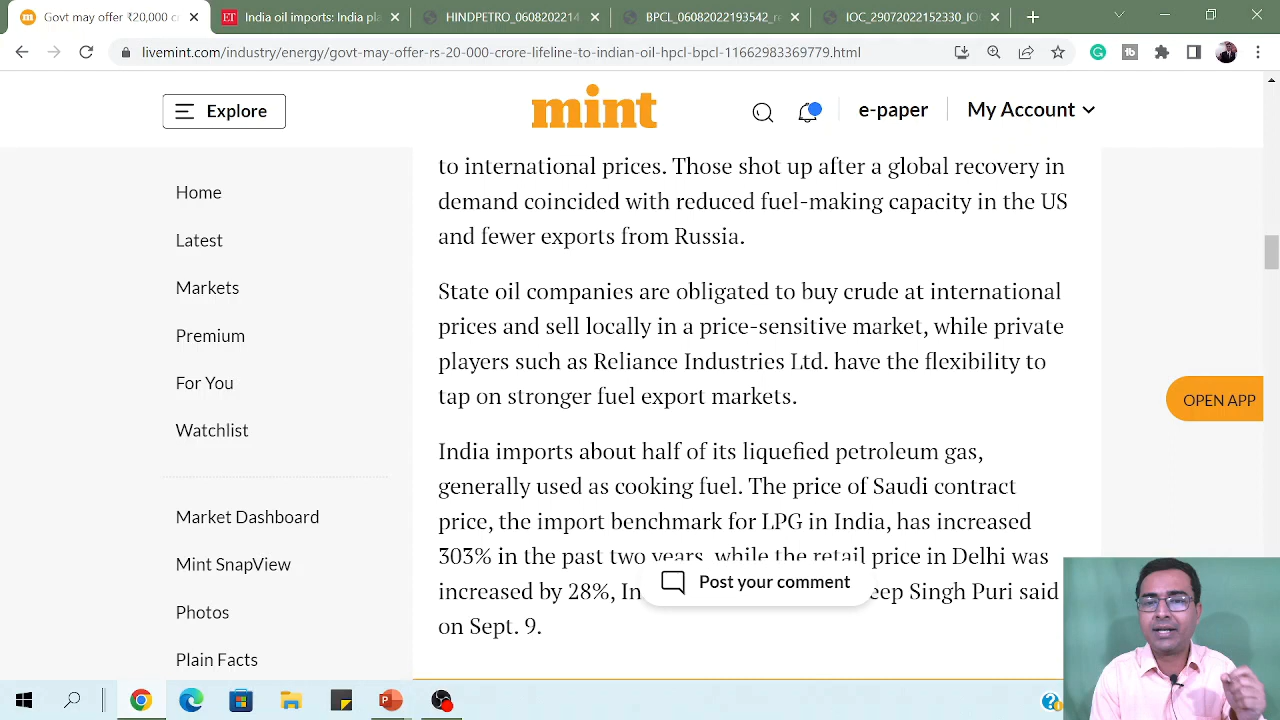 Govt may offer ₹20,000 c
India oil imports: India pl
HINDPETRO_0608202214
BPCL_06082022193542_re
IOC_29072022152330_IO
livemint.com/industry/energy/govt-may-offer-rs-20-000-crore-lifeline-to-indian-oil-hpcl-bpcl-11662983369779.html
Explore
mint
e-paper
My Account
Home
Latest
Markets
Premium
For You
Watchlist
Market Dashboard
Mint SnapView
Photos
Plain Facts
to international prices. Those shot up after a global recovery in
demand coincided with reduced fuel-making capacity in the US
and fewer exports from Russia.
State oil companies are obligated to buy crude at international
prices and sell locally in a price-sensitive market, while private
players such as Reliance Industries Ltd. have the flexibility to
tap on stronger fuel export markets.
India imports about half of its liquefied petroleum gas,
generally used as cooking fuel. The price of Saudi contract
price, the import benchmark for LPG in India, has increased
303% in the past two years, while the retail price in Delhi was
increased by 28%, In eep Singh Puri said
on Sept. 9.
Post your comment
OPEN APP